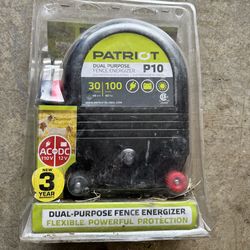 PATRIOT
DUAL PURPOSE
FENCE ENERGIZER
P10
30 100
AC DC
110V 12V
NEW
3
YEAR
DUAL-PURPOSE FENCE ENERGIZER
FLEXIBLE POWERFUL PROTECTION